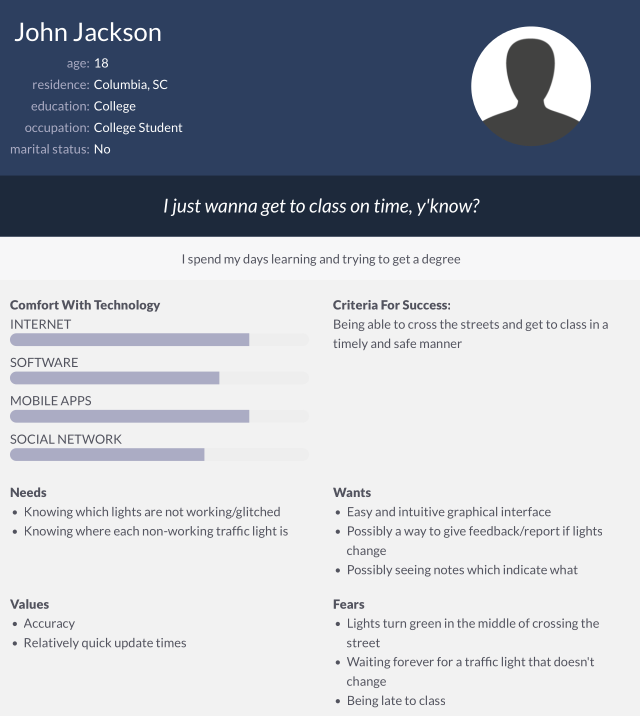 John Jackson
age: 18
residence: Columbia, SC
education: College
occupation: College Student
marital status: No
I just wanna get to class on time, y'know?
I spend my days learning and trying to get a degree
Comfort With Technology
INTERNET
SOFTWARE
MOBILE APPS
SOCIAL NETWORK
Criteria For Success:
Being able to cross the streets and get to class in a
timely and safe manner
Needs
• Knowing which lights are not working/glitched
• Knowing where each non-working traffic light is
Wants
• Easy and intuitive graphical interface
• Possibly a way to give feedback/report if lights
change
• Possibly seeing notes which indicate what
Values
• Accuracy
• Relatively quick update times
Fears
• Lights turn green in the middle of crossing the
street
• Waiting forever for a traffic light that doesn't
change
• Being late to class